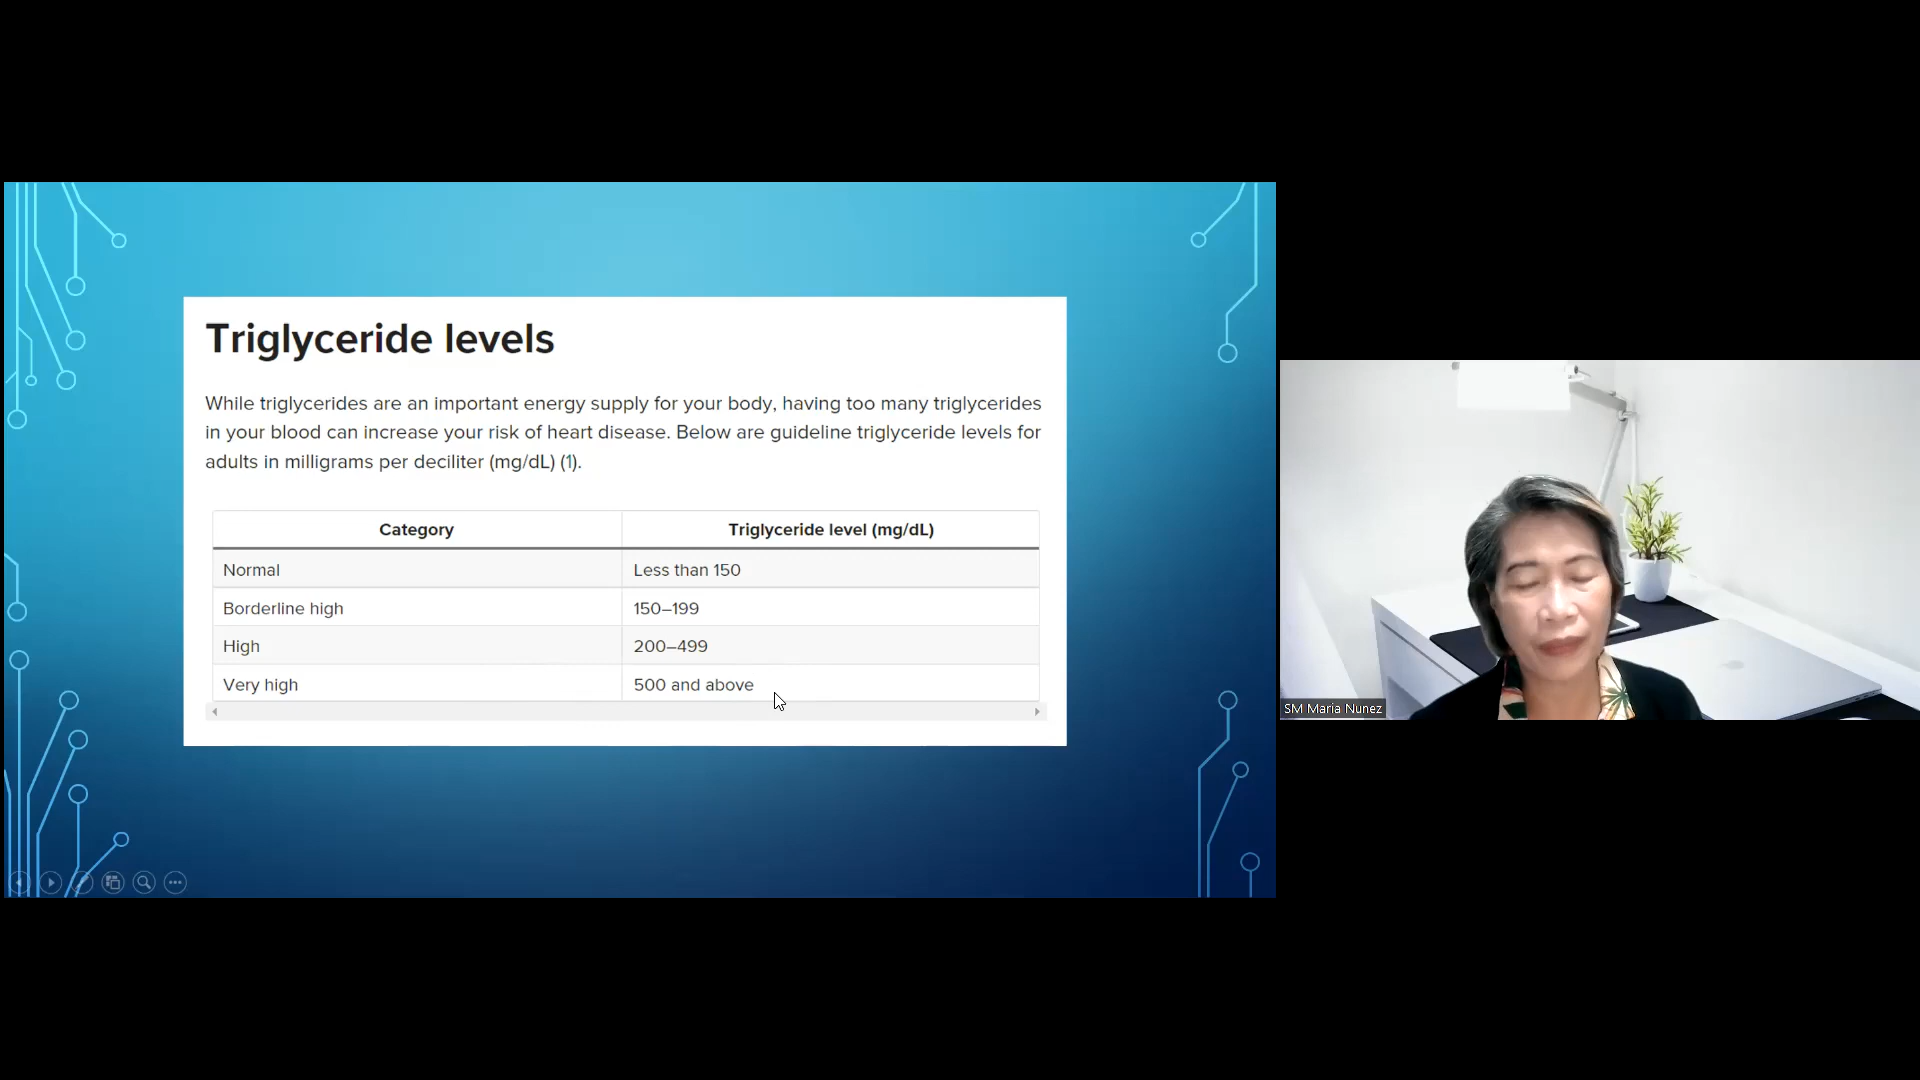 Triglyceride levels
While triglycerides are an important energy supply for your body, having too many triglycerides
in your blood can increase your risk of heart disease. Below are guideline triglyceride levels for
adults in milligrams per deciliter (mg/dL) (1).
Category Triglyceride level (mg/dL)
Normal Less than 150
Borderline high 150–199
High 200–499
Very high 500 and above
SM Maria Nunez